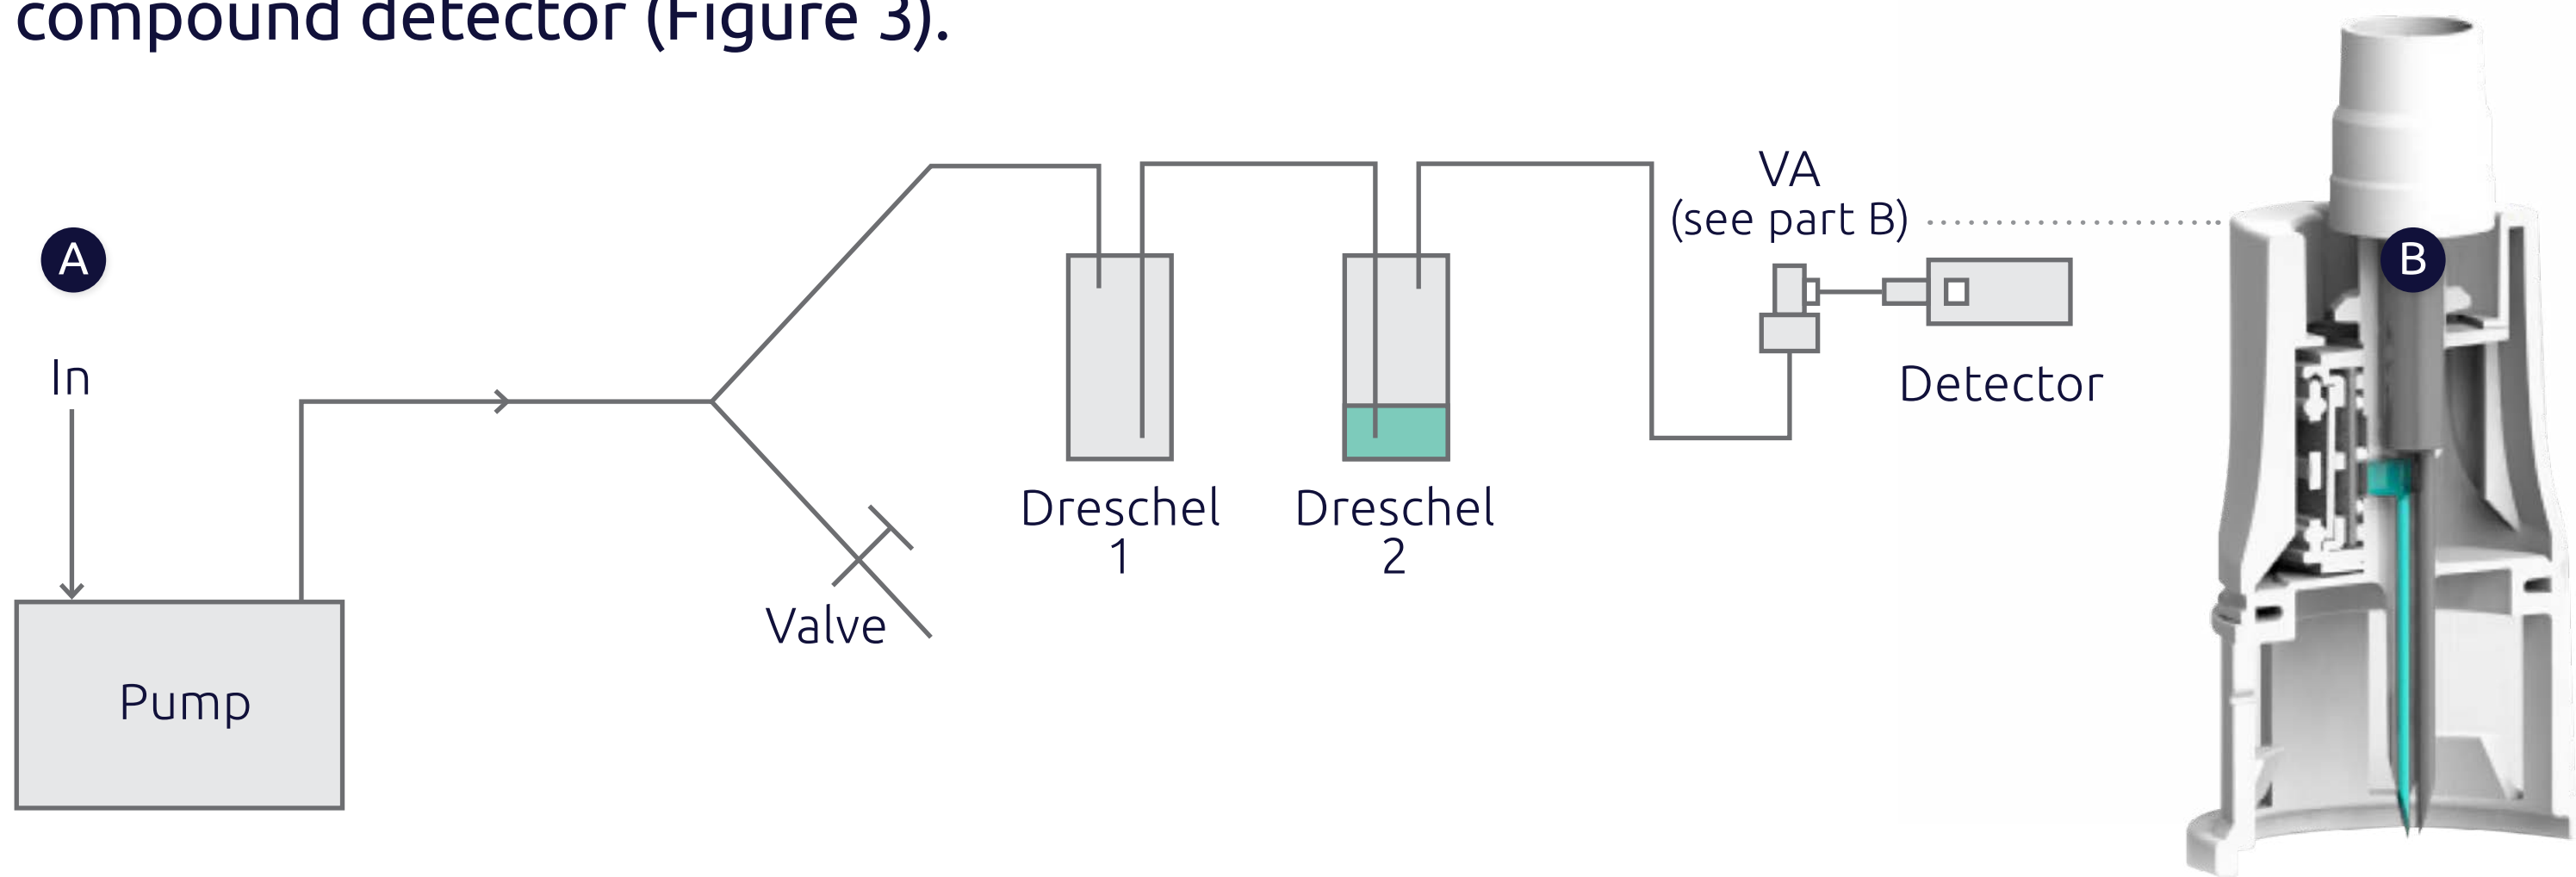 compound detector (Figure 3).
A
In
Pump
Valve
Dreschel
1
Dreschel
2
VA
(see part B)
Detector
B